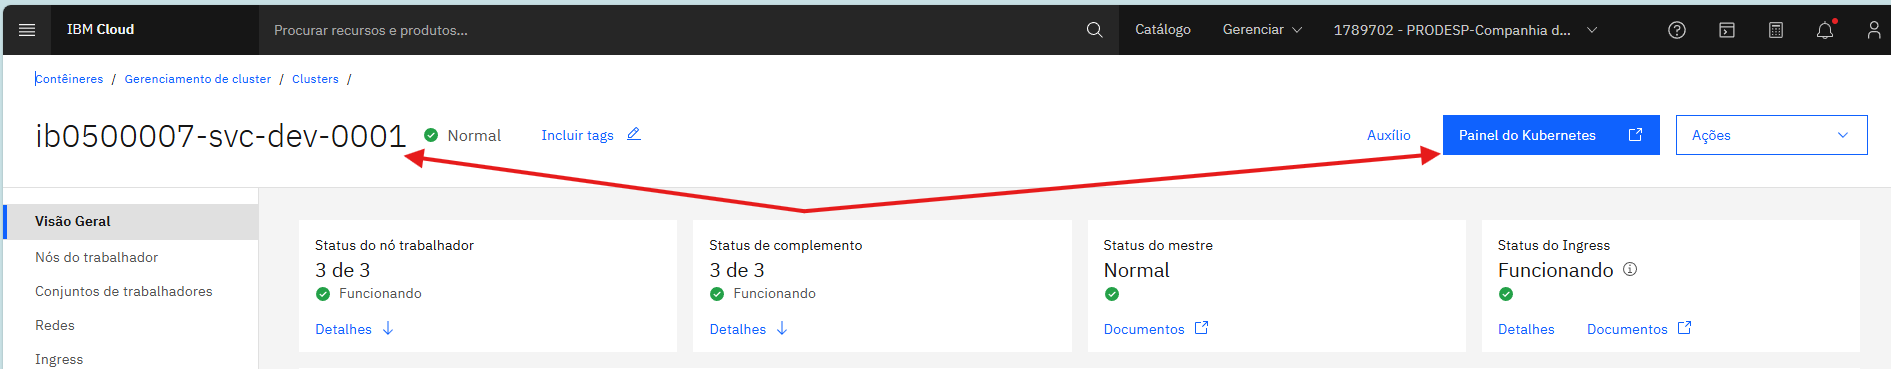 IBM Cloud
Procurar recursos e produtos...
Catálogo
Gerenciar
1789702 - PRODESP-Companhia d...
Contêineres / Gerenciamento de cluster / Clusters /
ib0500007-svc-dev-0001
Normal
Incluir tags
Auxílio
Painel do Kubernetes
Ações
Visão Geral
Nós do trabalhador
Conjuntos de trabalhadores
Redes
Ingress
Status do nó trabalhador
3 de 3
Funcionando
Detalhes
Status de complemento
3 de 3
Funcionando
Detalhes
Status do mestre
Normal
Documentos
Status do Ingress
Funcionando
Detalhes
Documentos